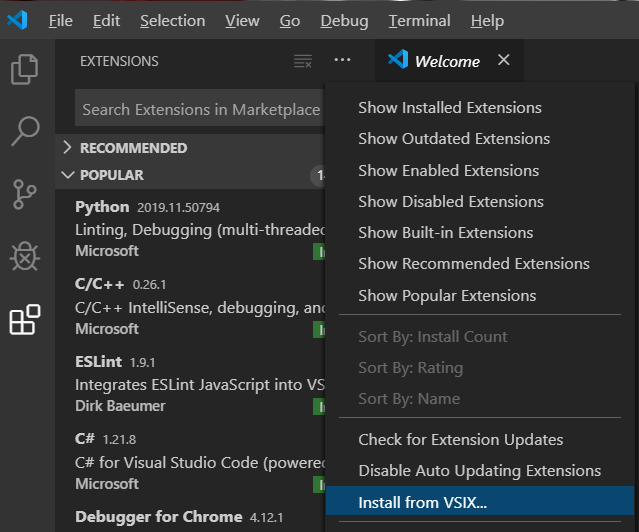 File Edit Selection View Go Debug Terminal Help
EXTENSIONS
Welcome
Search Extensions in Marketplace
RECOMMENDED
POPULAR
Python 2019.11.50794
Linting, Debugging (multi-threaded
Microsoft
C/C++ 0.26.1
C/C++ IntelliSense, debugging, and
Microsoft
ESLint 1.9.1
Integrates ESLint JavaScript into VS
Dirk Baeumer
C# 1.21.8
C# for Visual Studio Code (powered
Microsoft
Debugger for Chrome 4.12.1
Show Installed Extensions
Show Outdated Extensions
Show Enabled Extensions
Show Disabled Extensions
Show Built-in Extensions
Show Recommended Extensions
Show Popular Extensions
Sort By: Install Count
Sort By: Rating
Sort By: Name
Check for Extension Updates
Disable Auto Updating Extensions
Install from VSIX...